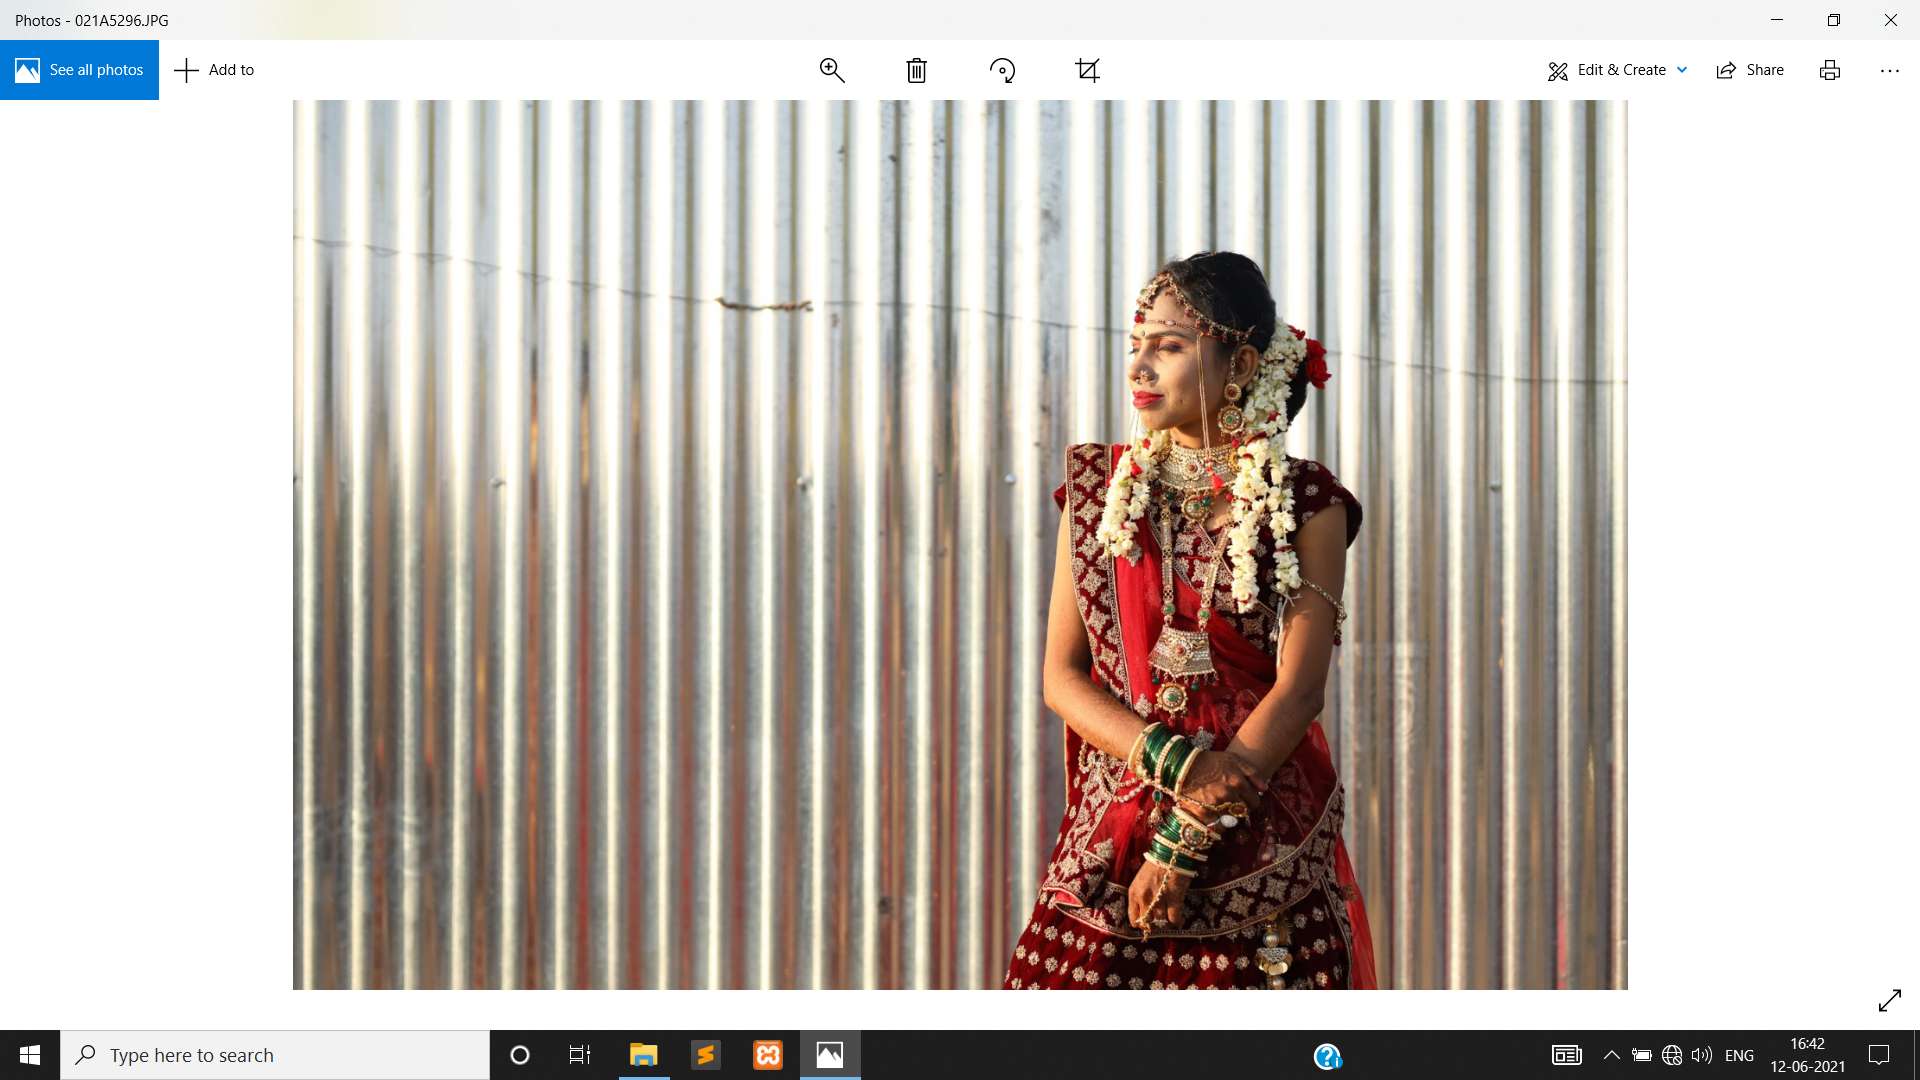 Photos - 021A5296.JPG
See all photos
Add to
Edit & Create
Share
Type here to search
ENG
16:42
12-06-2021